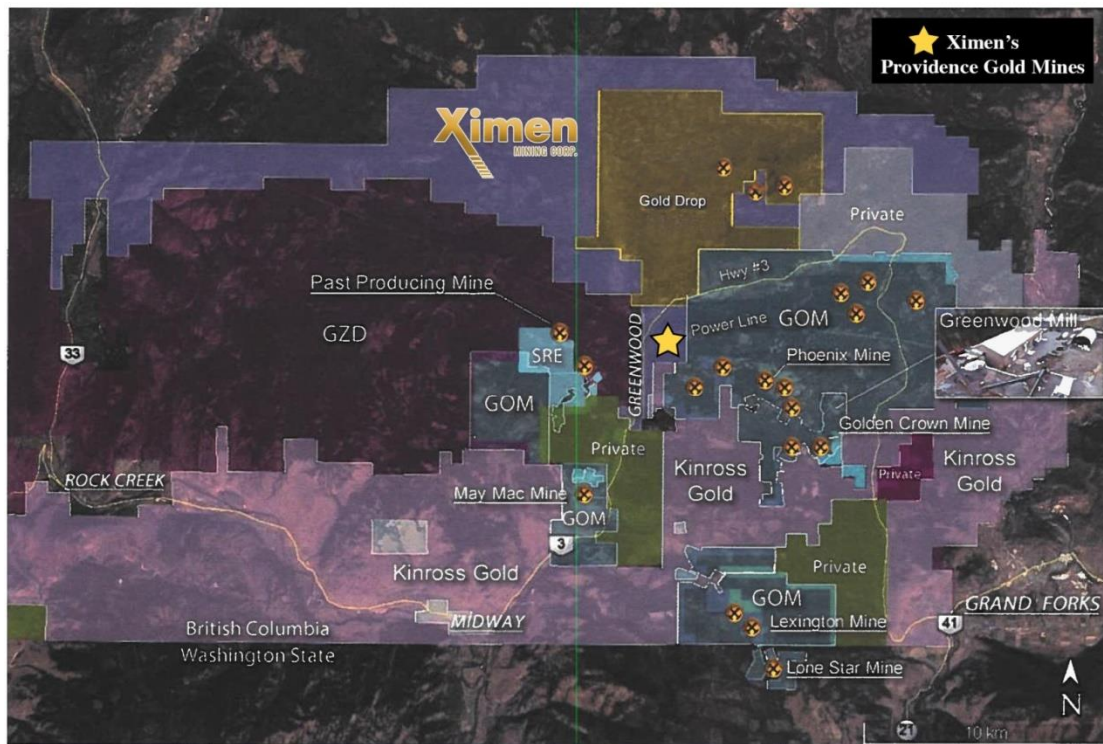 Ximen's
Providence Gold Mines
Ximen
MINING CORP.
Gold Drop
Private
Hwy #3
Past Producing Mine
GZD
Power Line
GOM
Greenwood Mill
33
SRE
GREENWOOD
Phoenix Mine
GOM
Golden Crown Mine
Private
Kinross
Gold
Private
Kinross
Gold
ROCK CREEK
May Mac Mine
GOM
3
Kinross Gold
Private
GOM
GRAND FORKS
MIDWAY
Lexington Mine
41
British Columbia
Washington State
Lone Star Mine
N
21
10 km